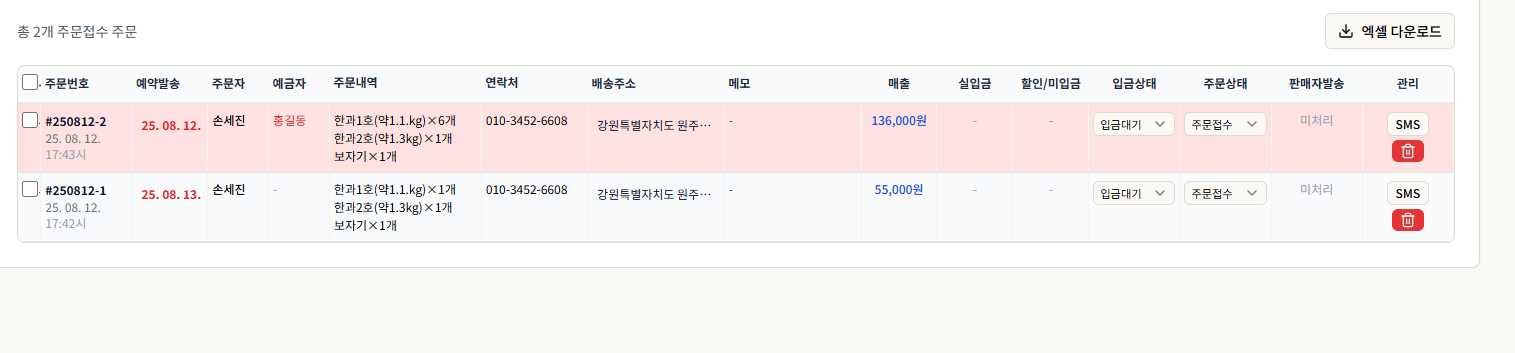 총 2개 주문접수 주문
엑셀 다운로드
주문번호 예약발송 주문자 예금자 주문내역 연락처 배송주소 메모 매출 실입금 할인/미입금 입금상태 주문상태 판매자발송 관리
#250812-2 25. 08. 12. 손세진 홍길동 한과1호(약1.1.kg)×6개 010-3452-6608 강원특별자치도 원주… - 136,000원 - - 입금대기 주문접수 미처리 SMS
25. 08. 12. 한과2호(약1.3kg)×1개
17:43시 보자기×1개
#250812-1 25. 08. 13. 손세진 - 한과1호(약1.1.kg)×1개 010-3452-6608 강원특별자치도 원주… - 55,000원 - - 입금대기 주문접수 미처리 SMS
25. 08. 12. 한과2호(약1.3kg)×1개
17:42시 보자기×1개